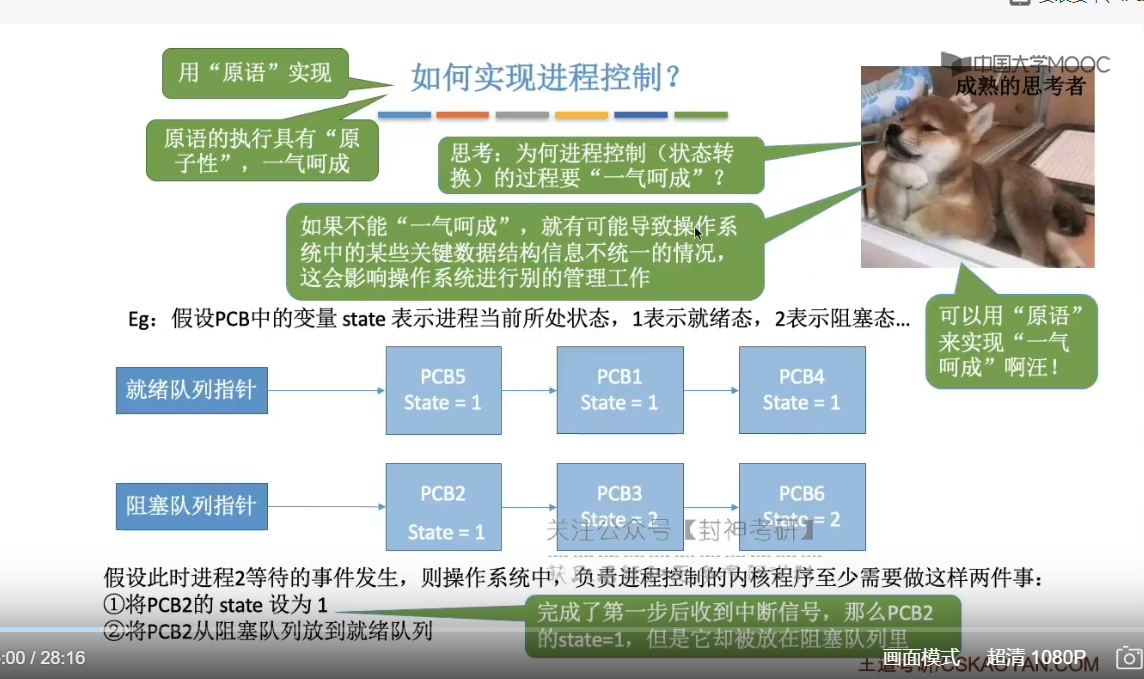 中国大学MOOC
用“原语”实现
如何实现进程控制？
成熟的思考者
原语的执行具有“原
子性”，一气呵成
思考：为何进程控制（状态转
换）的过程要“一气呵成”？
如果不能“一气呵成”，就有可能导致操作系
统中的某些关键数据结构信息不统一的情况，
这会影响操作系统进行别的管理工作
可以用“原语”
来实现“一气
呵成”啊汪！
Eg：假设PCB中的变量 state 表示进程当前所处状态，1表示就绪态，2表示阻塞态...
就绪队列指针
PCB5
State = 1
PCB1
State = 1
PCB4
State = 1
阻塞队列指针
PCB2
State = 1
PCB3
State = 2
PCB6
State = 2
关注公众号【封神考研】
假设此时进程2等待的事件发生，则操作系统中，负责进程控制的内核程序至少需要做这样两件事：
①将PCB2的 state 设为 1
②将PCB2从阻塞队列放到就绪队列
完成了第一步后收到中断信号，那么PCB2
的state=1，但是它却被放在阻塞队列里
:00 / 28:16
画面模式
超清 1080P
王道考研/CSKAOYAN.COM